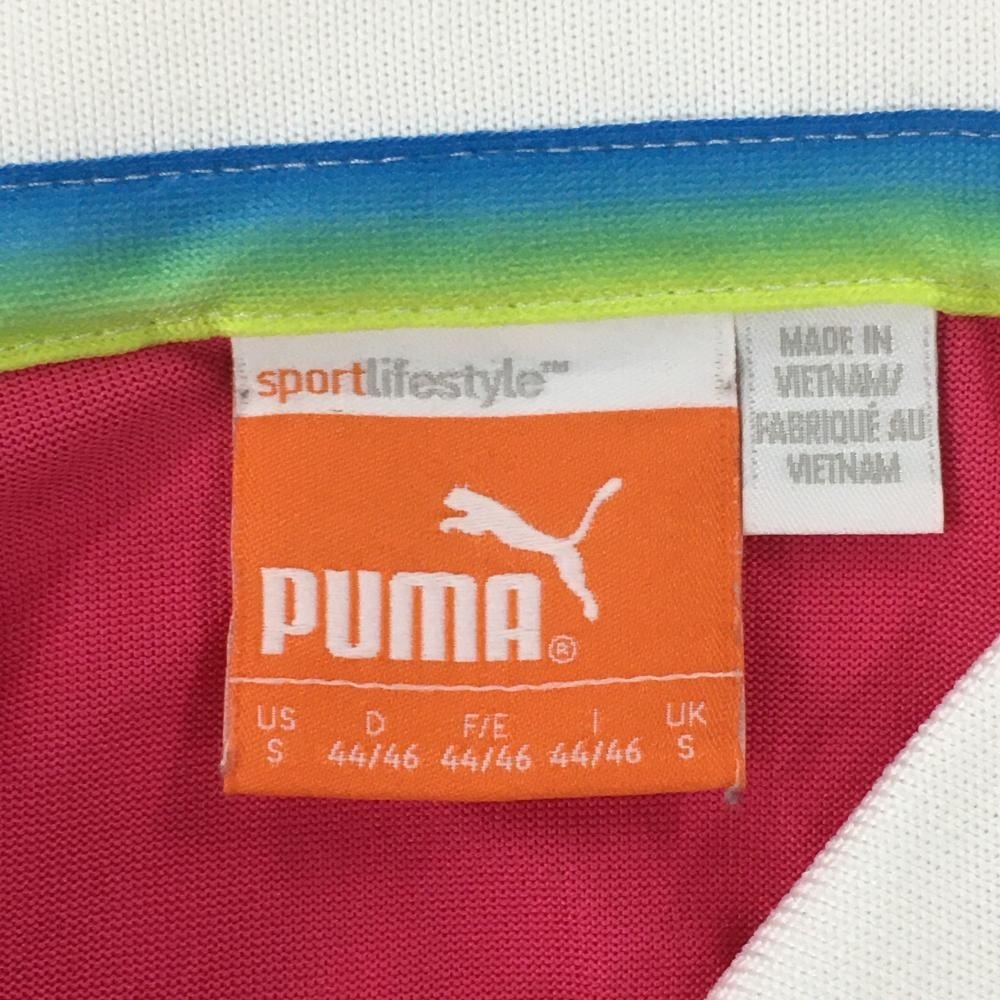 sportlifestyle™
PUMA®
US D F/E I UK
S 44/46 44/46 44/46 S
MADE IN
VIETNAM/
FABRIQUÉ AU
VIETNAM